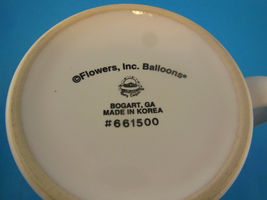 ©Flowers, Inc. Balloons®
BOGART, GA
MADE IN KOREA
#661500